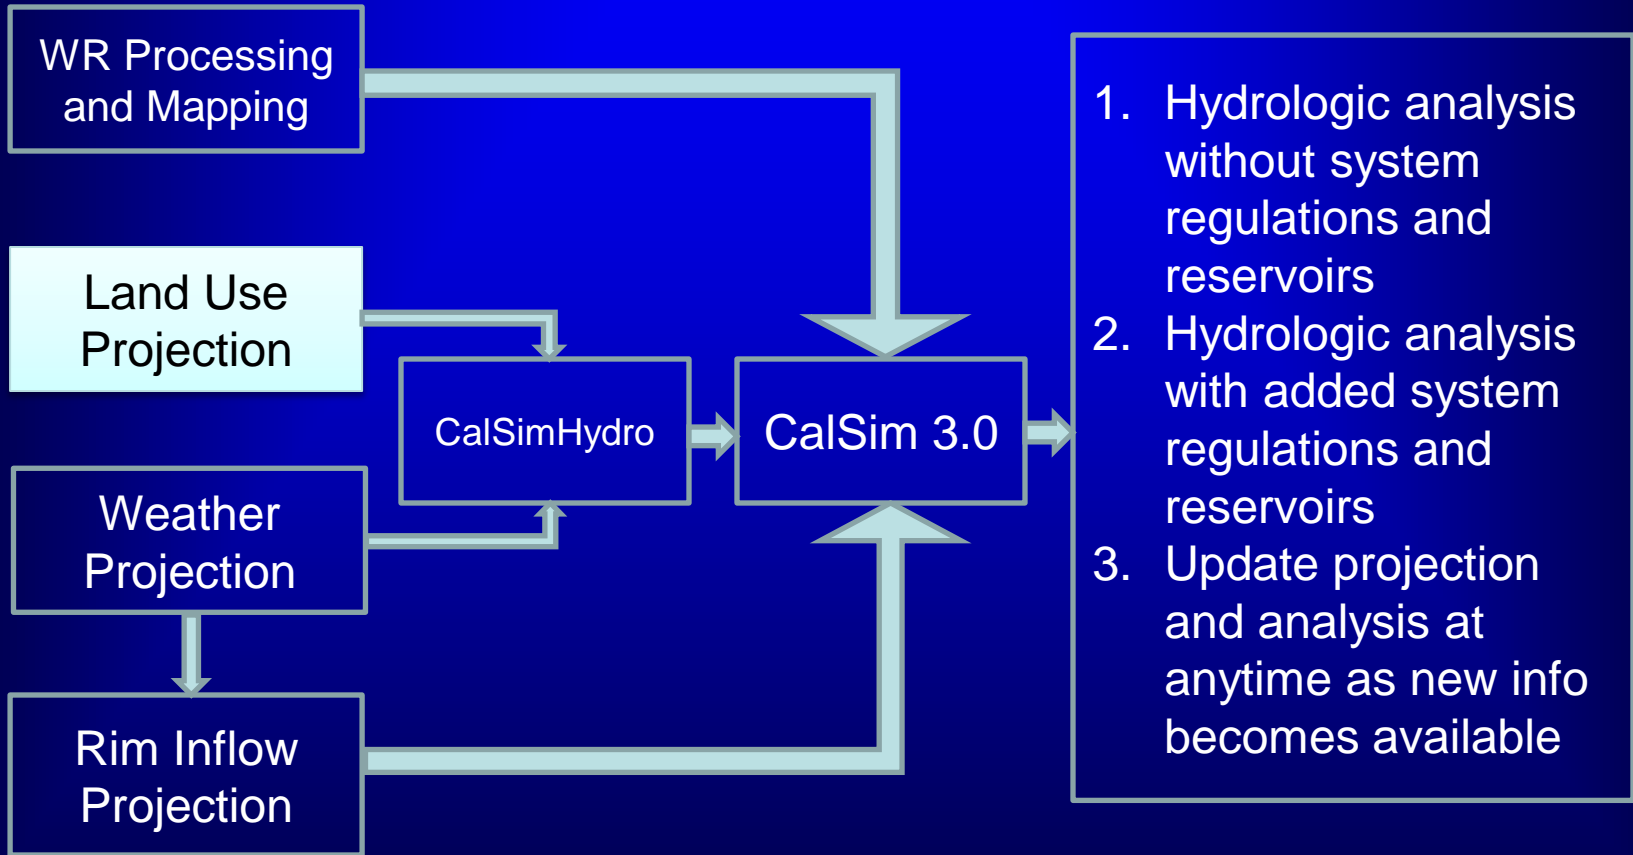 WR Processing
and Mapping
Land Use
Projection
Weather
Projection
Rim Inflow
Projection
CalSimHydro
CalSim 3.0
1. Hydrologic analysis
without system
regulations and
reservoirs
2. Hydrologic analysis
with added system
regulations and
reservoirs
3. Update projection
and analysis at
anytime as new info
becomes available